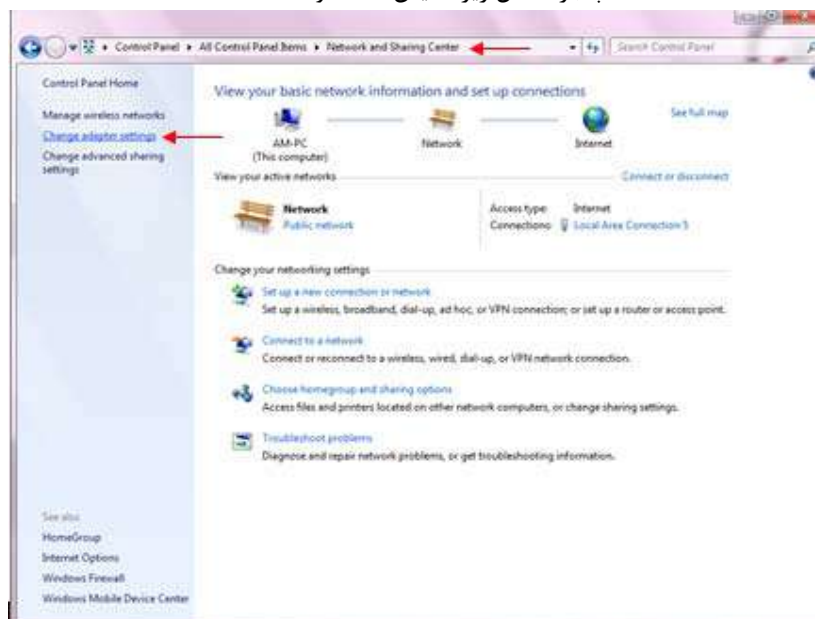 Control Panel ▸ All Control Panel Items ▸ Network and Sharing Center
Search Control Panel
Control Panel Home
Manage wireless networks
Change adapter settings
Change advanced sharing
settings
View your basic network information and set up connections
See full map
AM-PC
(This computer)
Network
Internet
View your active networks
Connect or disconnect
Network
Public network
Access type: Internet
Connections: Local Area Connection 5
Change your networking settings
Set up a new connection or network
Set up a wireless, broadband, dial-up, ad hoc, or VPN connection; or set up a router or access point.
Connect to a network
Connect or reconnect to a wireless, wired, dial-up, or VPN network connection.
Choose homegroup and sharing options
Access files and printers located on other network computers, or change sharing settings.
Troubleshoot problems
Diagnose and repair network problems, or get troubleshooting information.
See also
HomeGroup
Internet Options
Windows Firewall
Windows Mobile Device Center